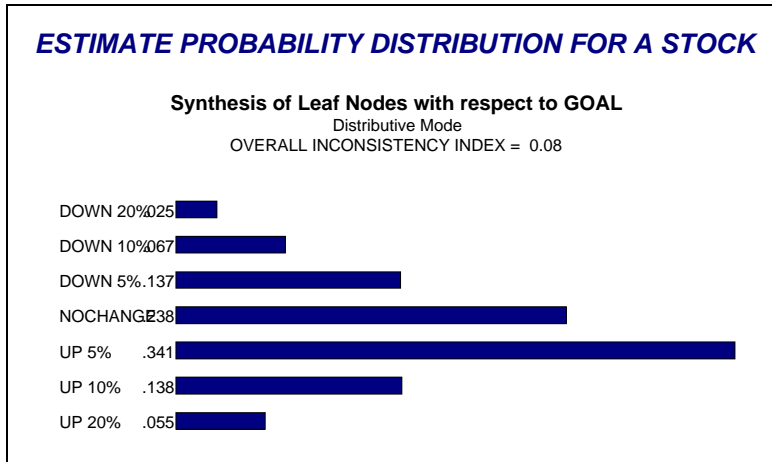 ESTIMATE PROBABILITY DISTRIBUTION FOR A STOCK
Synthesis of Leaf Nodes with respect to GOAL
Distributive Mode
OVERALL INCONSISTENCY INDEX = 0.08
DOWN 20% .025
DOWN 10% .067
DOWN 5% .137
NOCHANGE .238
UP 5% .341
UP 10% .138
UP 20% .055